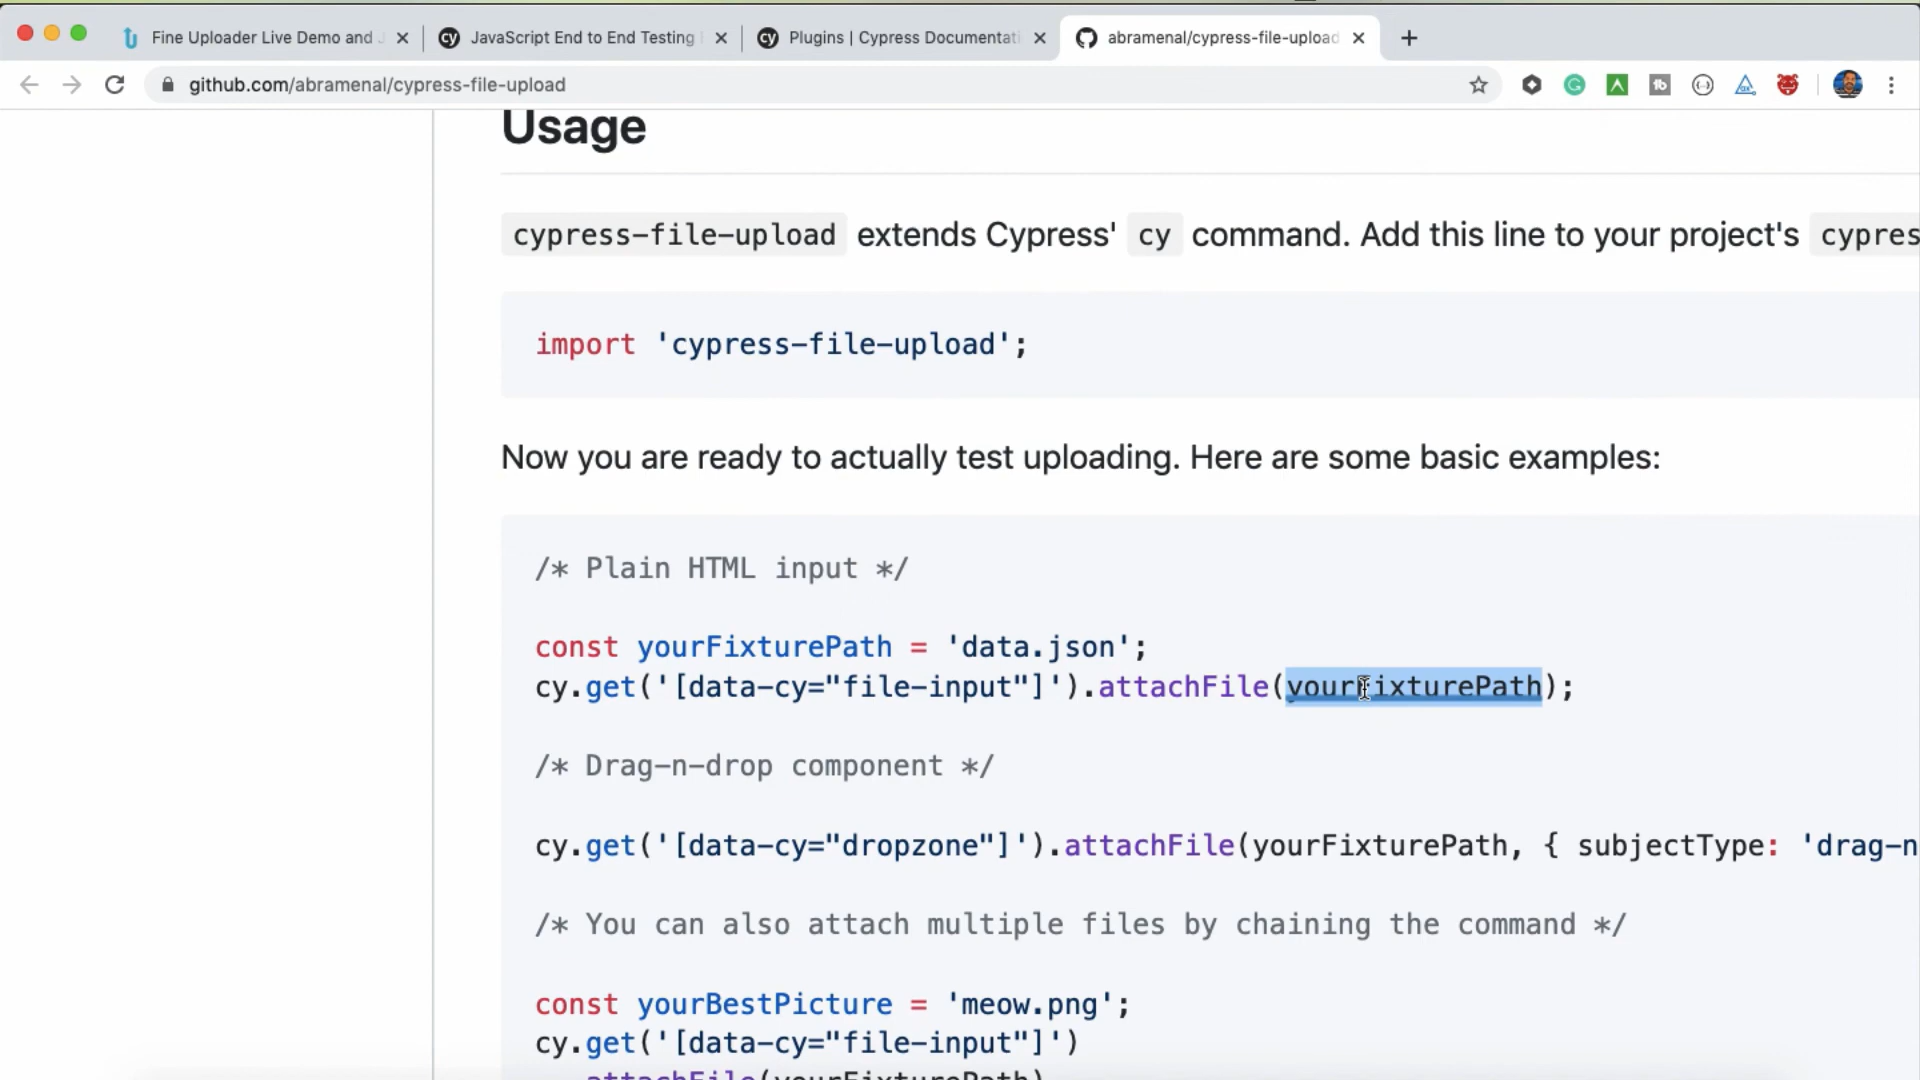 Fine Uploader Live Demo and J
JavaScript End to End Testing
Plugins | Cypress Documentati
abramenal/cypress-file-upload
github.com/abramenal/cypress-file-upload
Usage
cypress-file-upload extends Cypress' cy command. Add this line to your project's cypres
import 'cypress-file-upload';
Now you are ready to actually test uploading. Here are some basic examples:
/* Plain HTML input */
const yourFixturePath = 'data.json';
cy.get('[data-cy="file-input"]').attachFile(yourFixturePath);
/* Drag-n-drop component */
cy.get('[data-cy="dropzone"]').attachFile(yourFixturePath, { subjectType: 'drag-n
/* You can also attach multiple files by chaining the command */
const yourBestPicture = 'meow.png';
cy.get('[data-cy="file-input"]')
.attachFile(yourFixturePath)